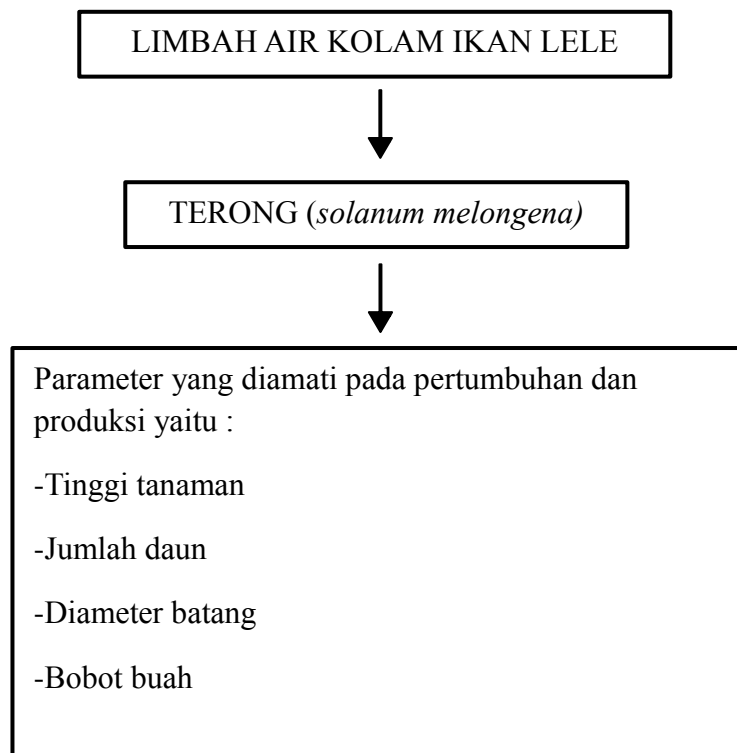 LIMBAH AIR KOLAM IKAN LELE
TERONG (solanum melongena)
Parameter yang diamati pada pertumbuhan dan
produksi yaitu :
-Tinggi tanaman
-Jumlah daun
-Diameter batang
-Bobot buah